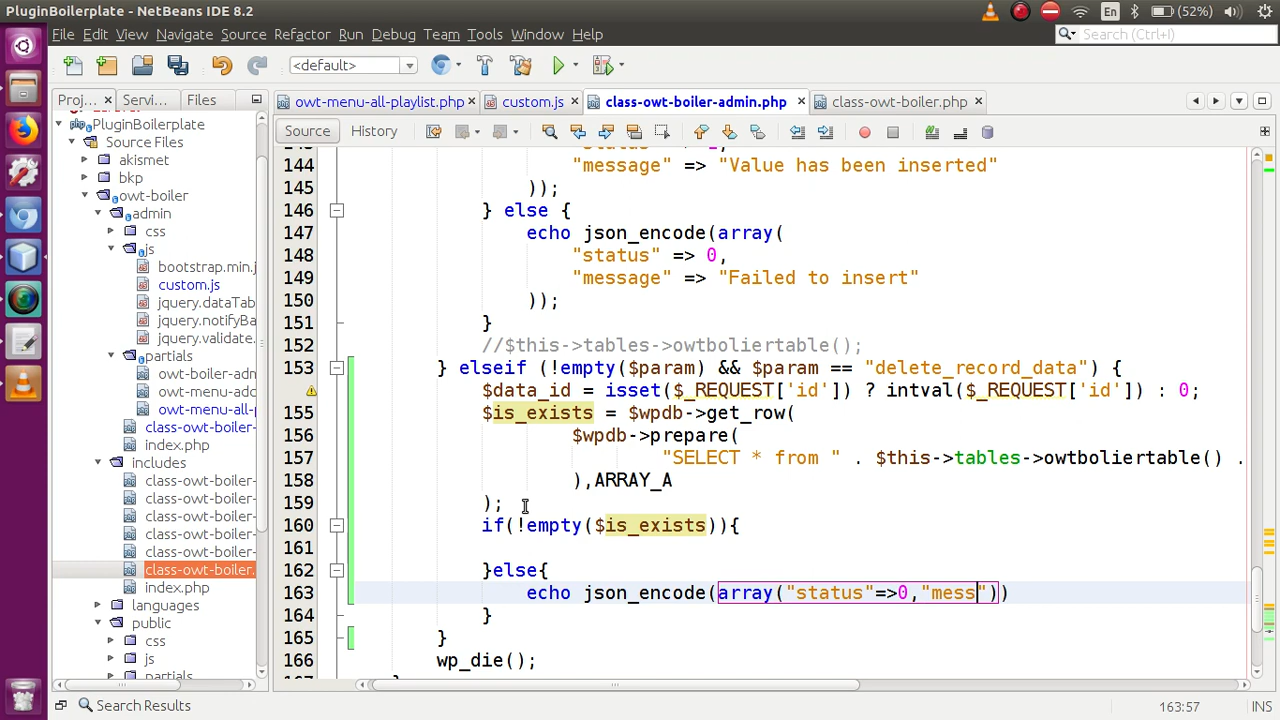 PluginBoilerplate - NetBeans IDE 8.2
En
(52%)
File Edit View Navigate Source Refactor Run Debug Team Tools Window Help
Search (Ctrl+I)
<default>
Proj... Servi... Files
owt-menu-all-playlist.php custom.js class-owt-boiler-admin.php class-owt-boiler.php
Source History
PluginBoilerplate
Source Files
akismet
bkp
owt-boiler
admin
css
js
bootstrap.min.j
custom.js
jquery.dataTab
jquery.notifyBa
jquery.validate.
partials
owt-boiler-adn
owt-menu-add
owt-menu-all-p
class-owt-boiler-
index.php
includes
class-owt-boiler-
class-owt-boiler-
class-owt-boiler-
class-owt-boiler-
class-owt-boiler-
class-owt-boiler.
index.php
languages
public
css
js
partials
144 "message" => "Value has been inserted"
145 ));
146 } else {
147 echo json_encode(array(
148 "status" => 0,
149 "message" => "Failed to insert"
150 ));
151 }
152 //$this->tables->owtboliertable();
153 } elseif (!empty($param) && $param == "delete_record_data") {
$data_id = isset($_REQUEST['id']) ? intval($_REQUEST['id']) : 0;
155 $is_exists = $wpdb->get_row(
156 $wpdb->prepare(
157 "SELECT * from " . $this->tables->owtboliertable() .
158 ),ARRAY_A
159 );
160 if(!empty($is_exists)){
161
162 }else{
163 echo json_encode(array("status"=>0,"mess"))
164 }
165 }
166 wp_die();
Search Results
163:57 INS